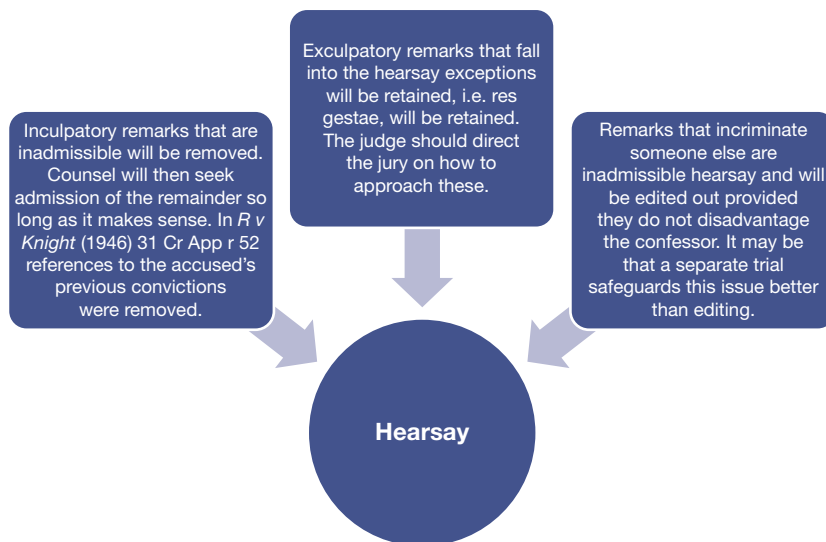 Inculpatory remarks that are
inadmissible will be removed.
Counsel will then seek
admission of the remainder so
long as it makes sense. In R v
Knight (1946) 31 Cr App r 52
references to the accused's
previous convictions
were removed.
Exculpatory remarks that fall
into the hearsay exceptions
will be retained, i.e. res
gestae, will be retained.
The judge should direct
the jury on how to
approach these.
Remarks that incriminate
someone else are
inadmissible hearsay and will
be edited out provided
they do not disadvantage
the confessor. It may be
that a separate trial
safeguards this issue better
than editing.
Hearsay